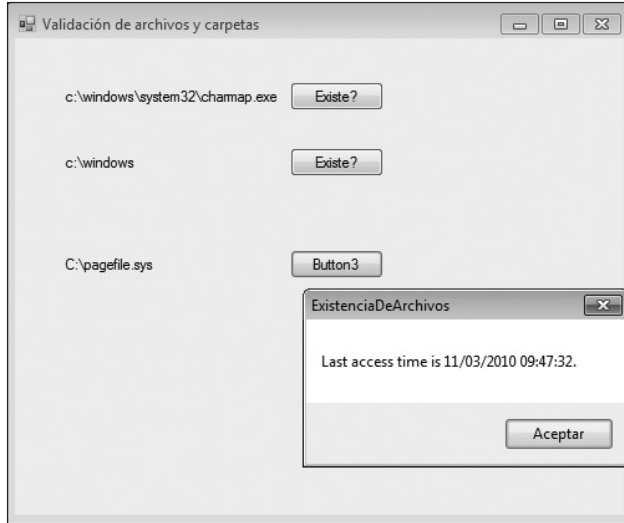 Validación de archivos y carpetas
c:\windows\system32\charmap.exe Existe?
c:\windows Existe?
C:\pagefile.sys Button3
ExistenciaDeArchivos
Last access time is 11/03/2010 09:47:32.
Aceptar